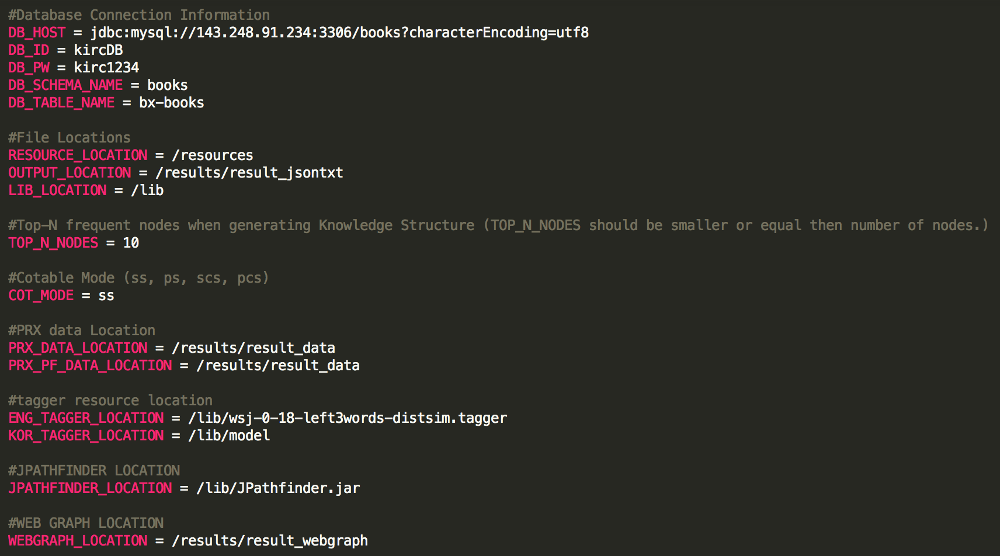 #Database Connection Information
DB_HOST = jdbc:mysql://143.248.91.234:3306/books?characterEncoding=utf8
DB_ID = kircDB
DB_PW = kirc1234
DB_SCHEMA_NAME = books
DB_TABLE_NAME = bx-books
#File Locations
RESOURCE_LOCATION = /resources
OUTPUT_LOCATION = /results/result_jsontxt
LIB_LOCATION = /lib
#Top-N frequent nodes when generating Knowledge Structure (TOP_N_NODES should be smaller or equal then number of nodes.)
TOP_N_NODES = 10
#Cotable Mode (ss, ps, scs, pcs)
COT_MODE = ss
#PRX data Location
PRX_DATA_LOCATION = /results/result_data
PRX_PF_DATA_LOCATION = /results/result_data
#tagger resource location
ENG_TAGGER_LOCATION = /lib/wsj-0-18-left3words-distsim.tagger
KOR_TAGGER_LOCATION = /lib/model
#JPATHFINDER LOCATION
JPATHFINDER_LOCATION = /lib/JPathfinder.jar
#WEB GRAPH LOCATION
WEBGRAPH_LOCATION = /results/result_webgraph